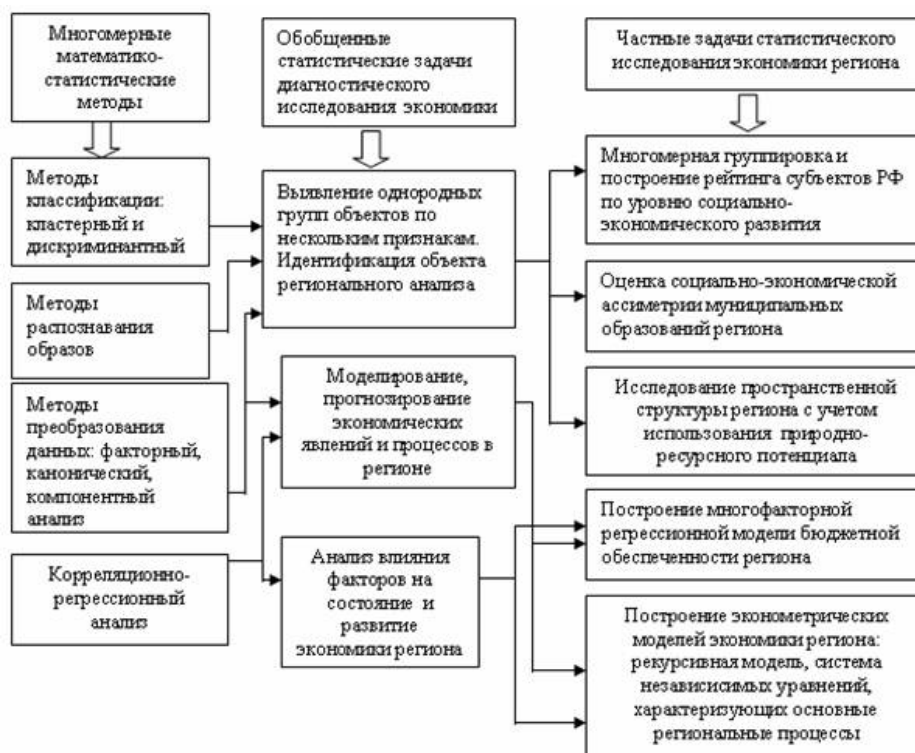 Многомерные
математико-
статистические
методы
Методы
классификации:
кластерный и
дискриминантный
Методы
распознавания
образов
Методы
преобразования
данных: факторный,
канонический,
компонентный
анализ
Корреляционно-
регрессионный
анализ
Обобщенные
статистические задачи
диагностического
исследования экономики
Выявление однородных
групп объектов по
нескольким признакам.
Идентификация объекта
регионального анализа
Моделирование,
прогнозирование
экономических
явлений и процессов в
регионе
Анализ влияния
факторов на
состояние и
развитие
экономики региона
Частные задачи статистического
исследования экономики региона
Многомерная группировка и
построение рейтинга субъектов РФ
по уровню социально-
экономического развития
Оценка социально-экономической
ассиметрии муниципальных
образований региона
Исследование пространственной
структуры региона с учетом
использования природно-
ресурсного потенциала
Построение многофакторной
регрессионной модели бюджетной
обеспеченности региона
Построение эконометрических
моделей экономики региона:
рекурсивная модель, система
независисимых уравнений,
характеризующих основные
региональные процессы